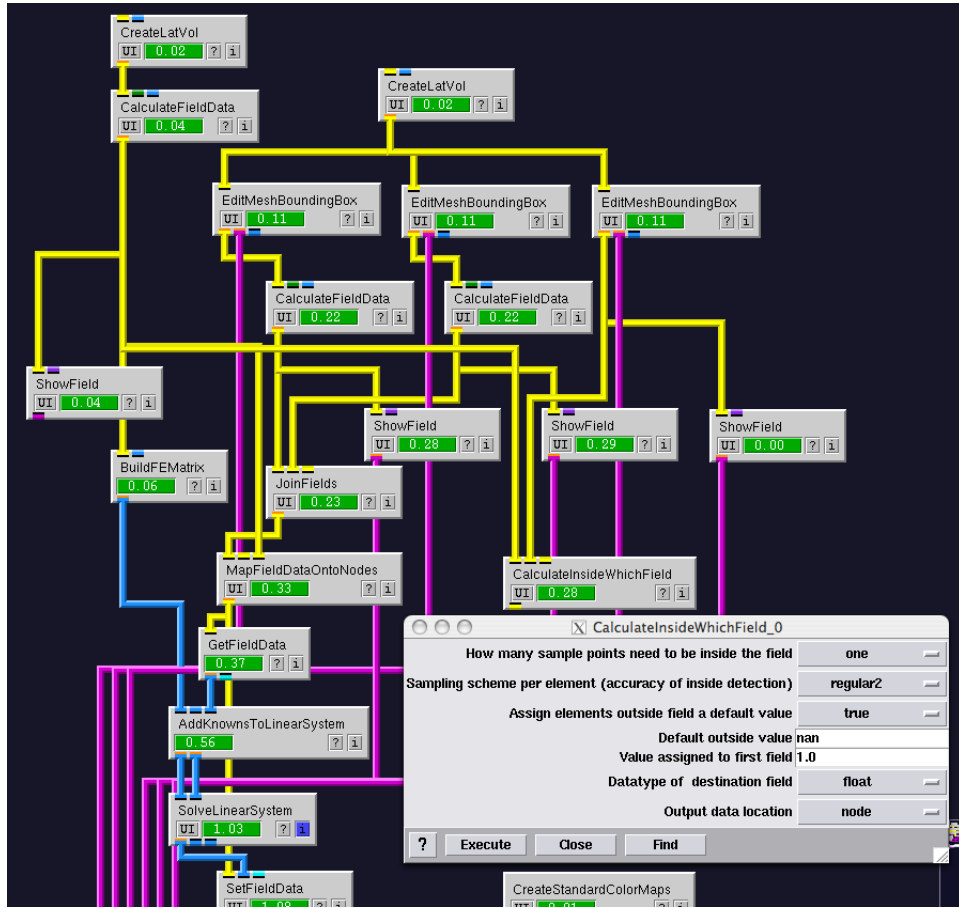 CreateLatVol
UI 0.02 ? i
CreateLatVol
UI 0.02 ? i
CalculateFieldData
UI 0.04 ? i
EditMeshBoundingBox
UI 0.11 ? i
EditMeshBoundingBox
UI 0.11 ? i
EditMeshBoundingBox
UI 0.11 ? i
CalculateFieldData
UI 0.22 ? i
CalculateFieldData
UI 0.22 ? i
ShowField
UI 0.04 ? i
ShowField
UI 0.28 ? i
ShowField
UI 0.29 ? i
ShowField
UI 0.00 ? i
BuildFEMatrix
0.06 ? i
JoinFields
UI 0.23 ? i
MapFieldDataOntoNodes
UI 0.33 ? i
CalculateInsideWhichField
UI 0.28 ? i
GetFieldData
0.37 ? i
AddKnownsToLinearSystem
0.56 ? i
SolveLinearSystem
UI 1.03 ? i
SetFieldData
UI 1.08 ? i
X CalculateInsideWhichField_0
How many sample points need to be inside the field one
Sampling scheme per element (accuracy of inside detection) regular2
Assign elements outside field a default value true
Default outside value nan
Value assigned to first field 1.0
Datatype of destination field float
Output data location node
? Execute Close Find
CreateStandardColorMaps
UI 0.01 ? i